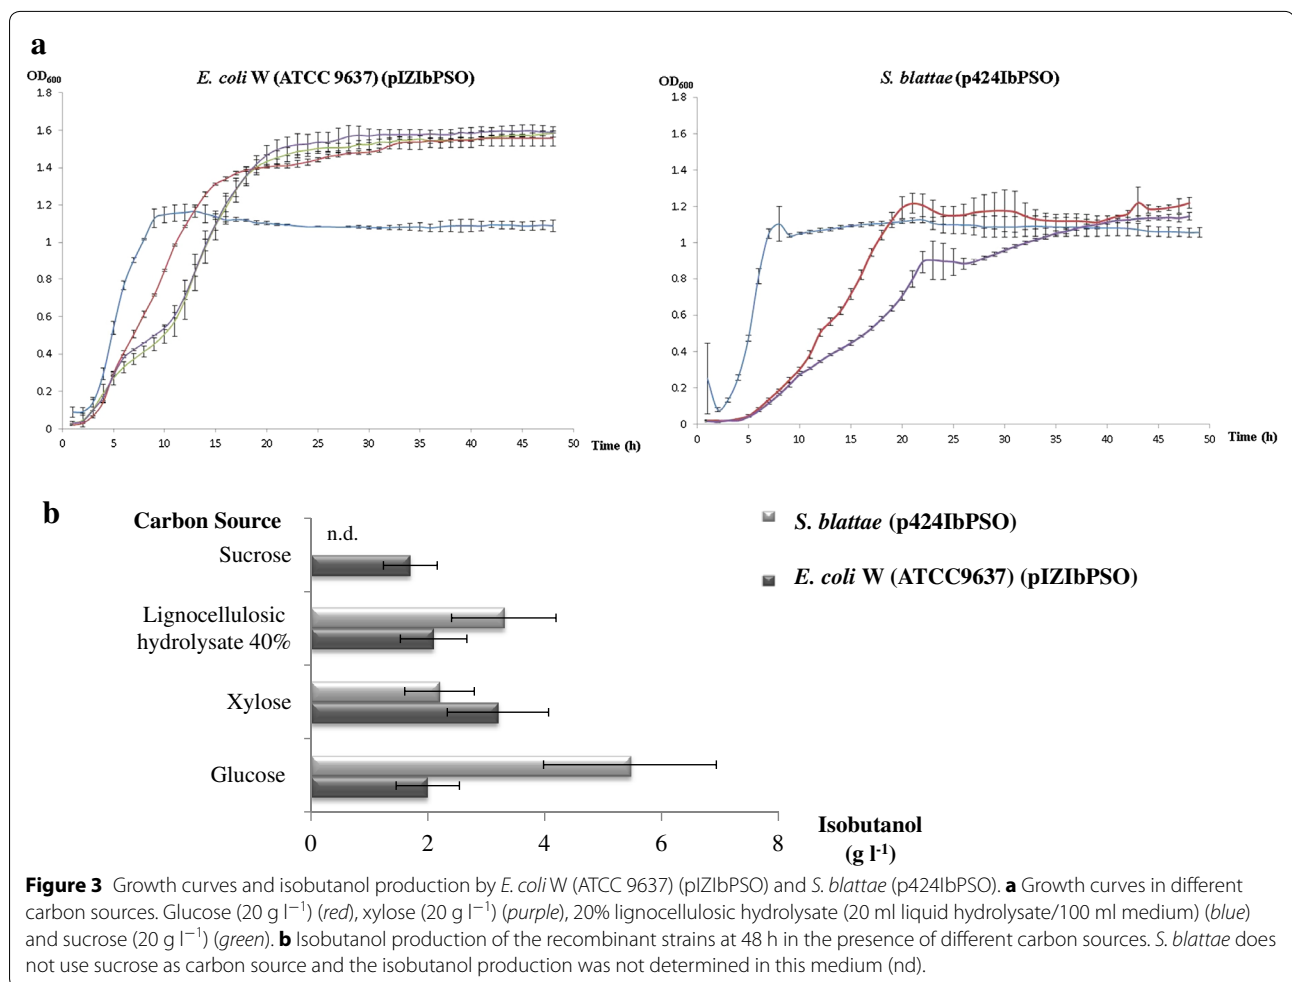 a
E. coli W (ATCC 9637) (pIZIbPSO)
OD600
1.8
1.6
1.4
1.2
1
0.8
0.6
0.4
0.2
0
0 5 10 15 20 25 30 35 40 45 50
Time (h)
S. blattae (p424IbPSO)
OD600
1.8
1.6
1.4
1.2
1
0.8
0.6
0.4
0.2
0
0 5 10 15 20 25 30 35 40 45 50
Time (h)
b
Carbon Source
n.d.
Sucrose
Lignocellulosic
hydrolysate 40%
Xylose
Glucose
0 2 4 6 8
Isobutanol
(g l-1)
S. blattae (p424IbPSO)
E. coli W (ATCC9637) (pIZIbPSO)
Figure 3 Growth curves and isobutanol production by E. coli W (ATCC 9637) (pIZIbPSO) and S. blattae (p424IbPSO). a Growth curves in different
carbon sources. Glucose (20 g l−1) (red), xylose (20 g l−1) (purple), 20% lignocellulosic hydrolysate (20 ml liquid hydrolysate/100 ml medium) (blue)
and sucrose (20 g l−1) (green). b Isobutanol production of the recombinant strains at 48 h in the presence of different carbon sources. S. blattae does
not use sucrose as carbon source and the isobutanol production was not determined in this medium (nd).